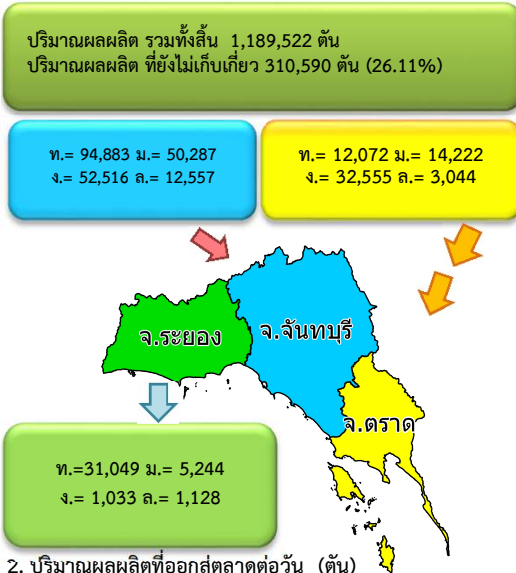 ปริมาณผลผลิต รวมทั้งสิ้น 1,189,522 ตัน
ปริมาณผลผลิต ที่ยังไม่เก็บเกี่ยว 310,590 ตัน (26.11%)
ท.= 94,883 ม.= 50,287
ง.= 52,516 ล.= 12,557
ท.= 12,072 ม.= 14,222
ง.= 32,555 ล.= 3,044
จ.ระยอง
จ.จันทบุรี
จ.ตราด
ท.=31,049 ม.= 5,244
ง.= 1,033 ล.= 1,128
2. ปริมาณผลผลิตที่ออกสู่ตลาดต่อวัน (ตัน)